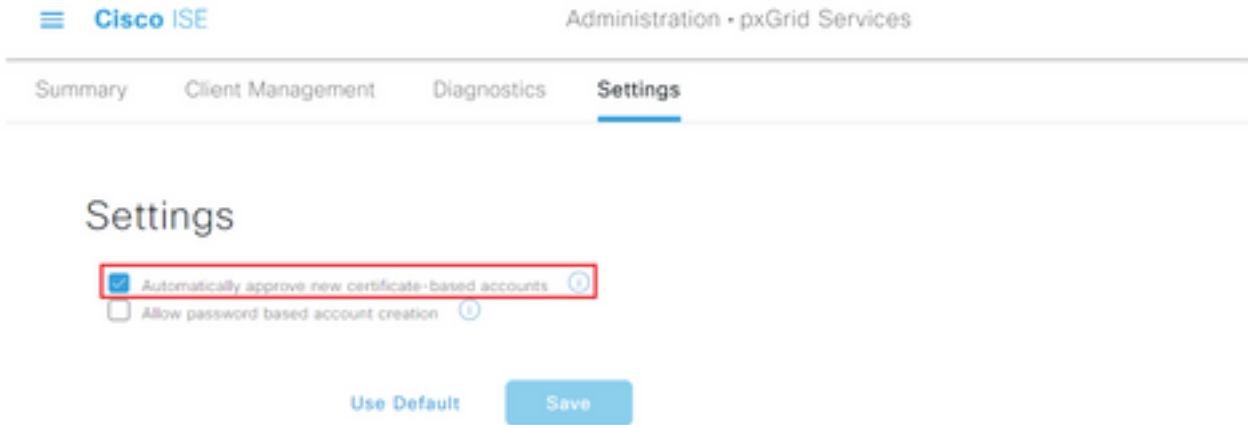 Cisco ISE
Administration • pxGrid Services
Summary
Client Management
Diagnostics
Settings
Settings
Automatically approve new certificate-based accounts
Allow password based account creation
Use Default
Save